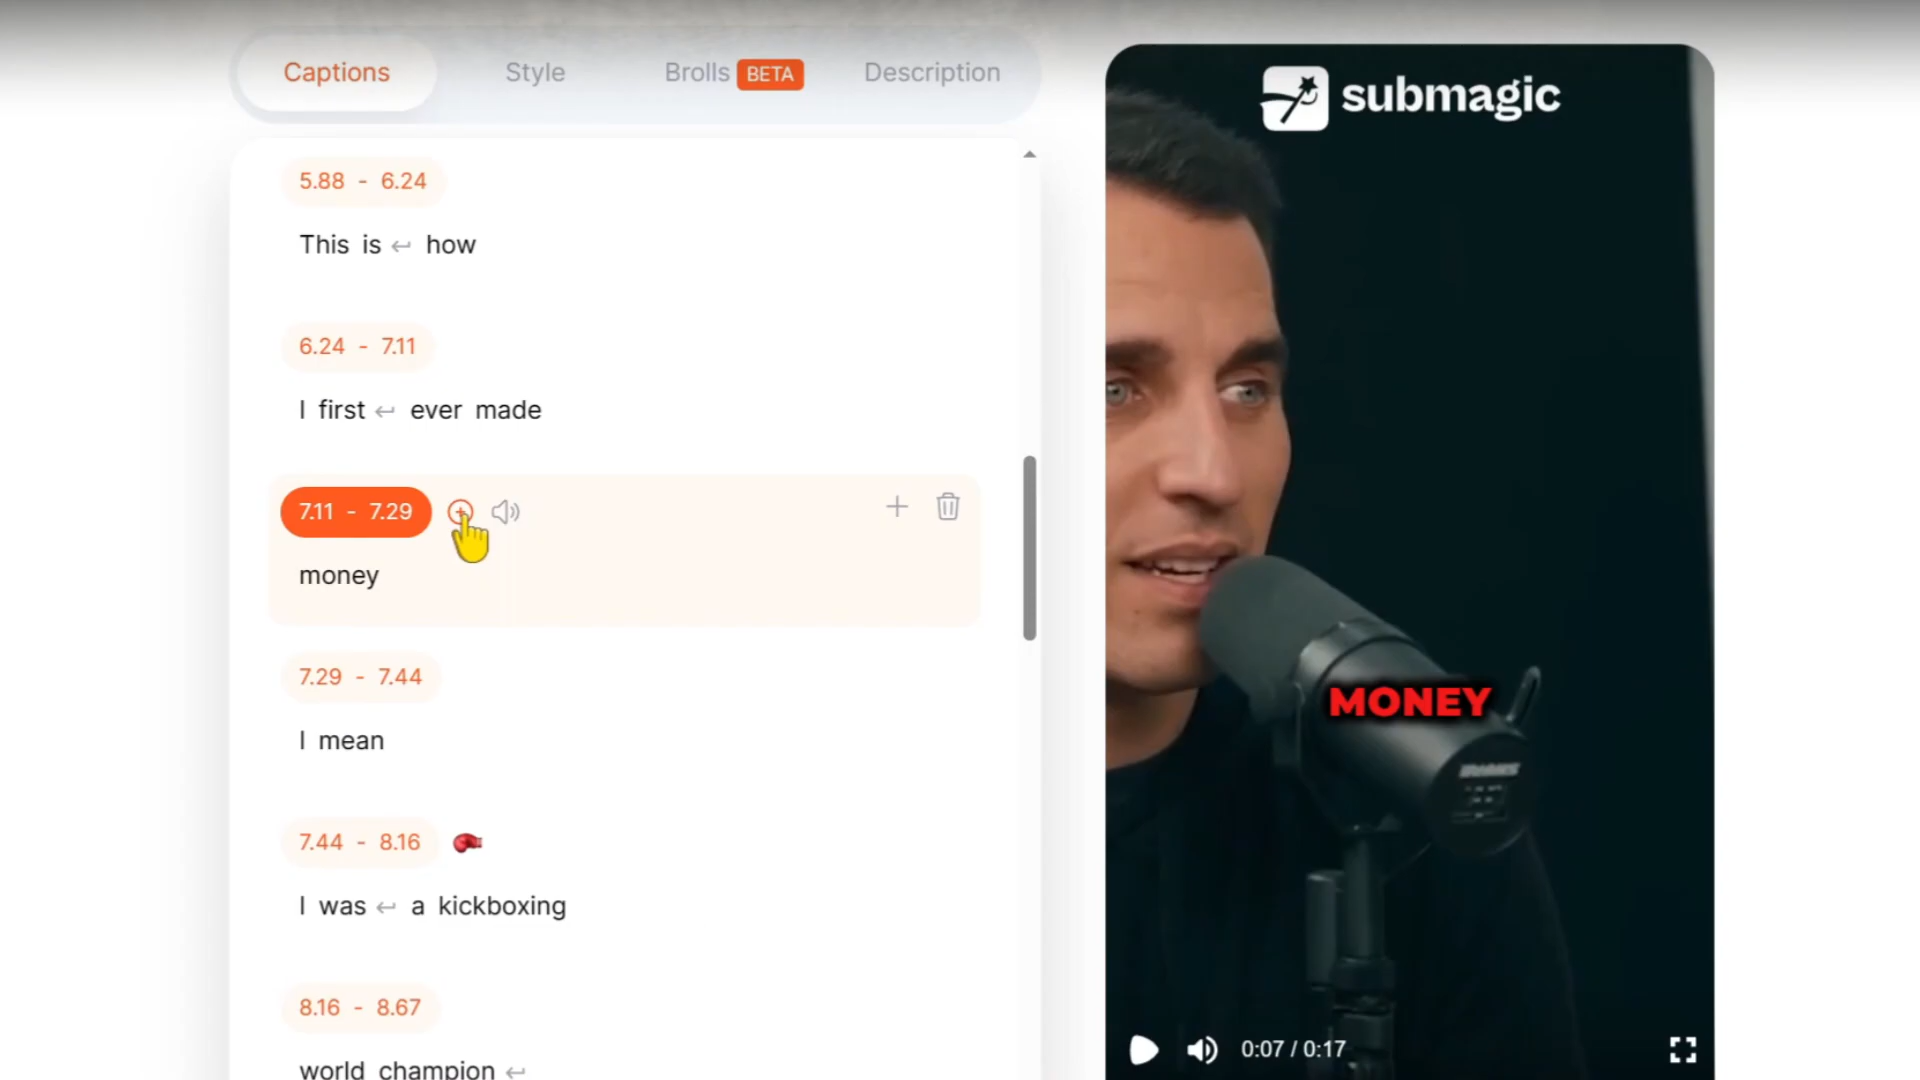 Captions Style Brolls BETA Description
submagic
5.88 - 6.24
This is ↩ how
6.24 - 7.11
I first ↩ ever made
7.11 - 7.29
money
7.29 - 7.44
I mean
7.44 - 8.16
I was ↩ a kickboxing
8.16 - 8.67
world champion ↩
MONEY
0:07 / 0:17